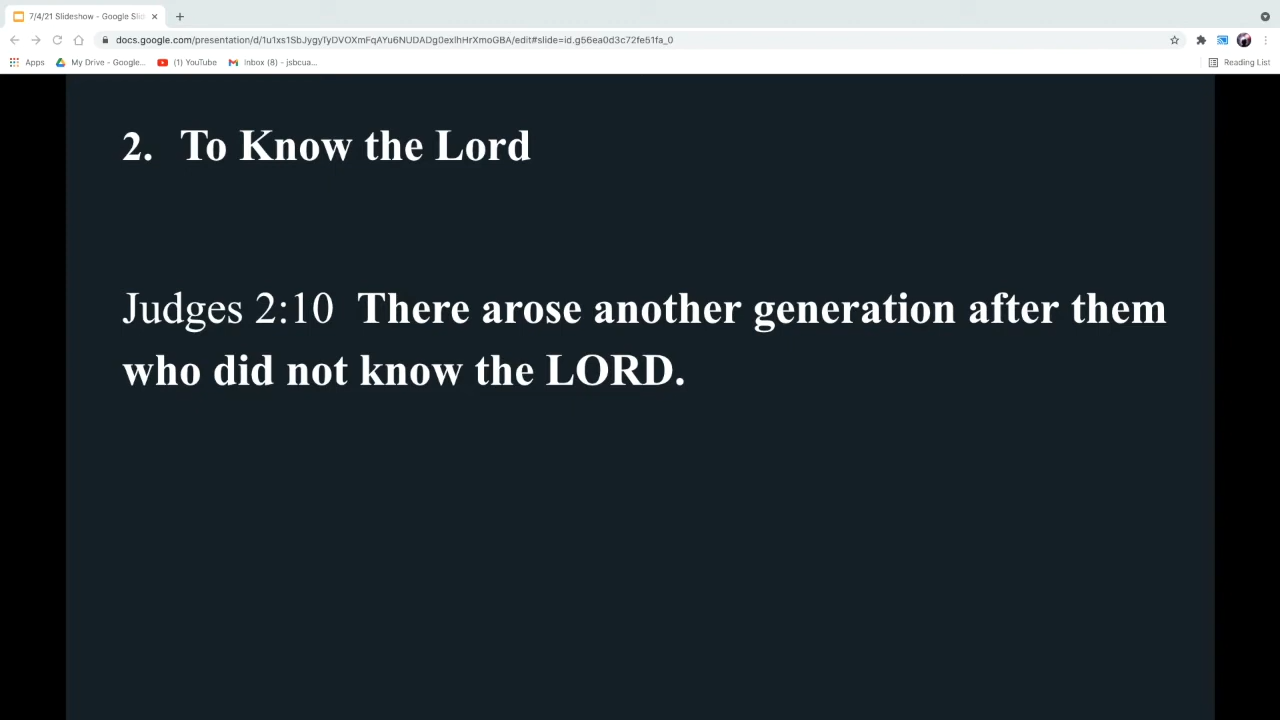 7/4/21 Slideshow - Google Sli
docs.google.com/presentation/d/1u1xs1SbJygyTyDVOXmFqAYu6NUDADg0exlhHrXmoGBA/edit#slide=id.g56ea0d3c72fe51fa_0
Apps My Drive - Google... (1) YouTube Inbox (8) - jsbcua... Reading List
2. To Know the Lord
Judges 2:10 There arose another generation after them
who did not know the LORD.